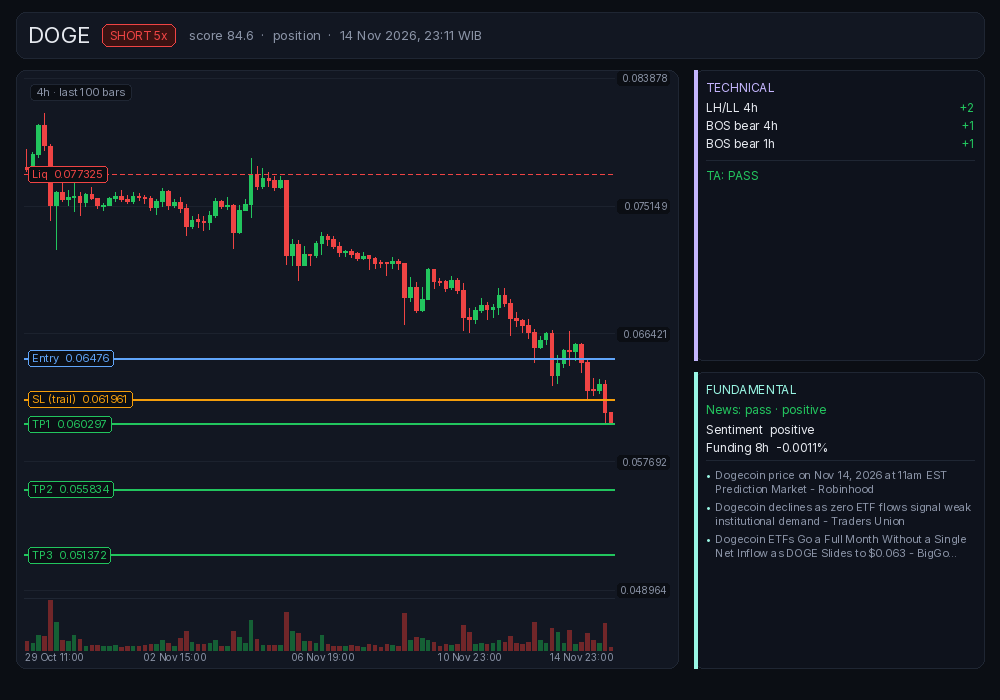 DOGE SHORT 5x score 84.6 · position · 14 Nov 2026, 23:11 WIB
4h · last 100 bars
0.083878
Liq 0.077325
0.075149
0.066421
Entry 0.06476
SL (trail) 0.061961
TP1 0.060297
0.057692
TP2 0.055834
TP3 0.051372
0.048964
29 Oct 11:00 02 Nov 15:00 06 Nov 19:00 10 Nov 23:00 14 Nov 23:00
TECHNICAL
LH/LL 4h +2
BOS bear 4h +1
BOS bear 1h +1
TA: PASS
FUNDAMENTAL
News: pass · positive
Sentiment positive
Funding 8h -0.0011%
• Dogecoin price on Nov 14, 2026 at 11am EST
Prediction Market - Robinhood
• Dogecoin declines as zero ETF flows signal weak
institutional demand - Traders Union
• Dogecoin ETFs Go a Full Month Without a Single
Net Inflow as DOGE Slides to $0.063 - BigGo...